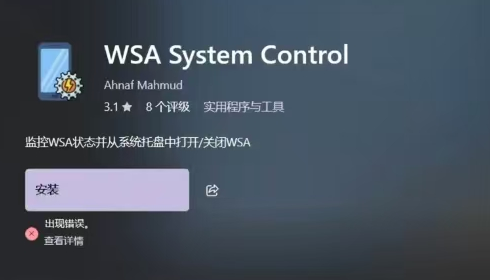 WSA System Control
Ahnaf Mahmud
3.1★ 8 个评级 实用程序与工具
监控WSA状态并从系统托盘中打开/关闭WSA
安装
出现错误。
查看详情